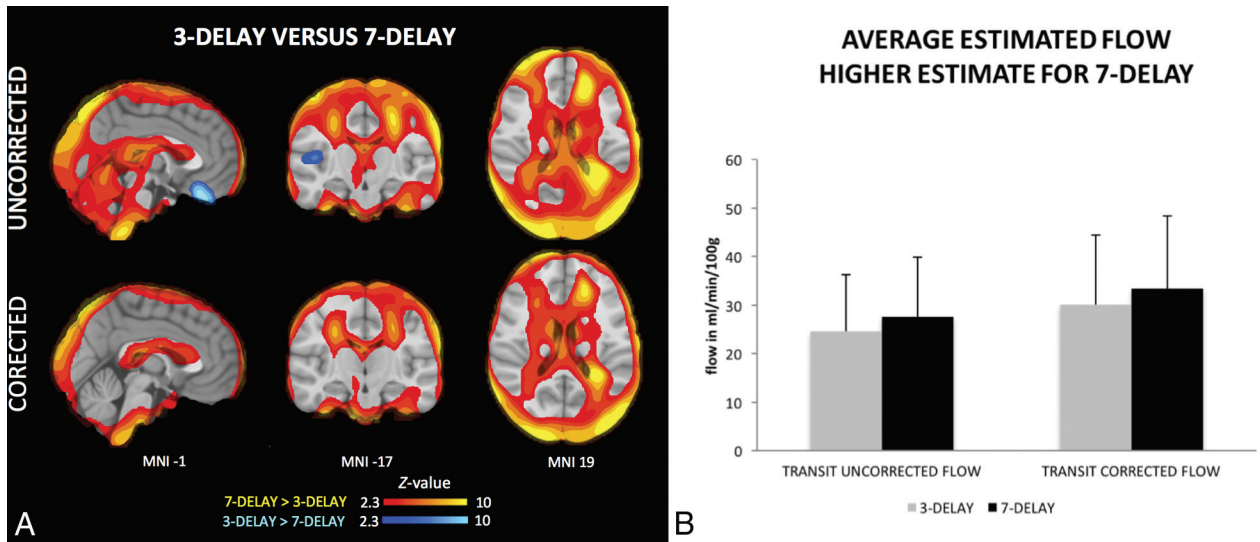 3-DELAY VERSUS 7-DELAY
UNCORRECTED
CORECTED
MNI -1
MNI -17
MNI 19
Z-value
7-DELAY > 3-DELAY 2.3 10
3-DELAY > 7-DELAY 2.3 10
A
B
AVERAGE ESTIMATED FLOW
HIGHER ESTIMATE FOR 7-DELAY
flow in ml/min/100g
60
50
40
30
20
10
0
TRANSIT UNCORRECTED FLOW
TRANSIT CORRECTED FLOW
3-DELAY
7-DELAY